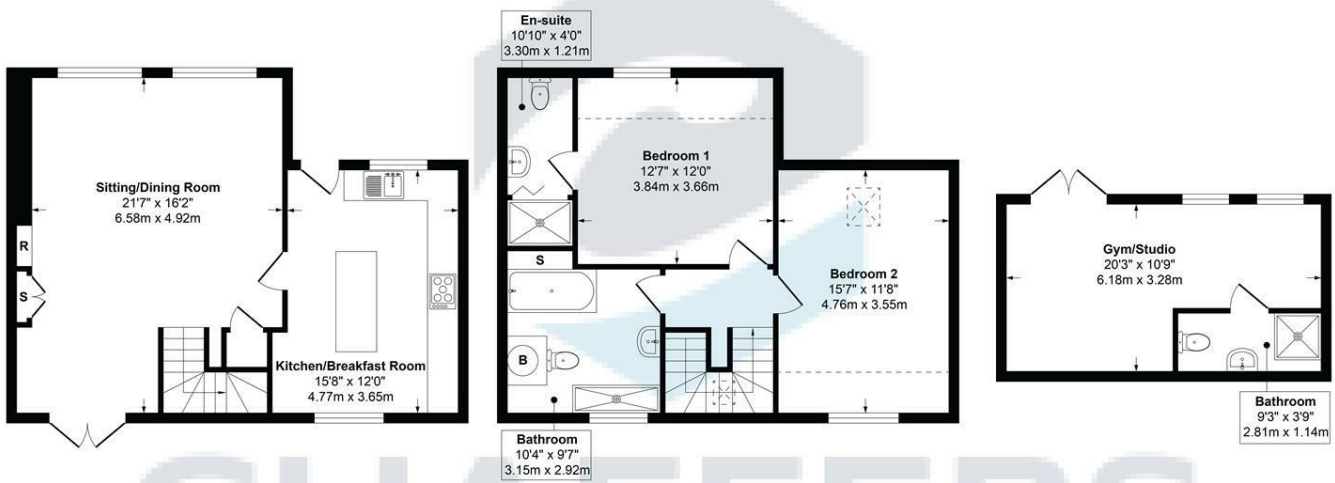 En-suite
10'10" x 4'0"
3.30m x 1.21m
Sitting/Dining Room
21'7" x 16'2"
6.58m x 4.92m
R
S
Kitchen/Breakfast Room
15'8" x 12'0"
4.77m x 3.65m
Bedroom 1
12'7" x 12'0"
3.84m x 3.66m
S
B
Bathroom
10'4" x 9'7"
3.15m x 2.92m
Bedroom 2
15'7" x 11'8"
4.76m x 3.55m
Gym/Studio
20'3" x 10'9"
6.18m x 3.28m
Bathroom
9'3" x 3'9"
2.81m x 1.14m